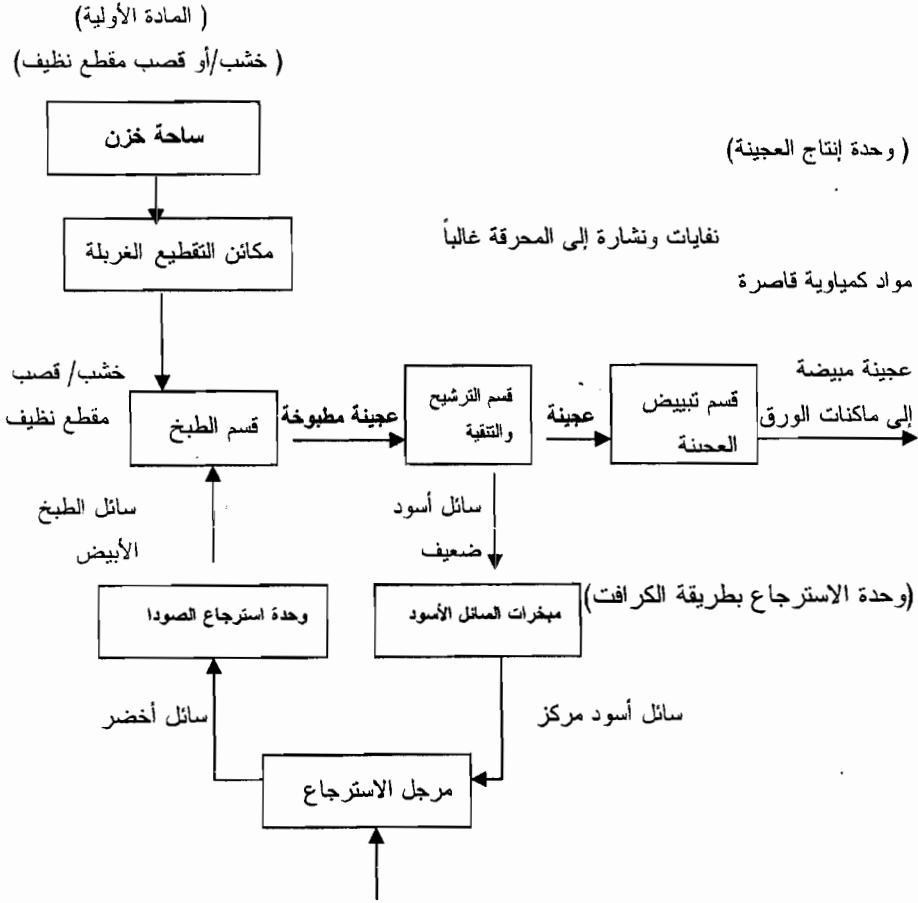 ( المادة الأولية)
( خشب/أو قصب مقطع نظيف)
ساحة خزن
( وحدة إنتاج العجينة)
نفايات ونشارة إلى المحرقة غالباً
مكائن التقطيع الغربلة
مواد كمياوية قاصرة
خشب/ قصب
مقطع نظيف
قسم الطبخ
عجينة مطبوخة
قسم الترشيح
والتنقية
عجينة
قسم تبييض
العجينة
عجينة مبيضة
إلى ماكنات الورق
سائل الطبخ
الأبيض
سائل أسود
ضعيف
وحدة استرجاع الصودا
مبخرات السائل الأسود
(وحدة الاسترجاع بطريقة الكرافت)
سائل أخضر
سائل أسود مركز
مرجل الاسترجاع